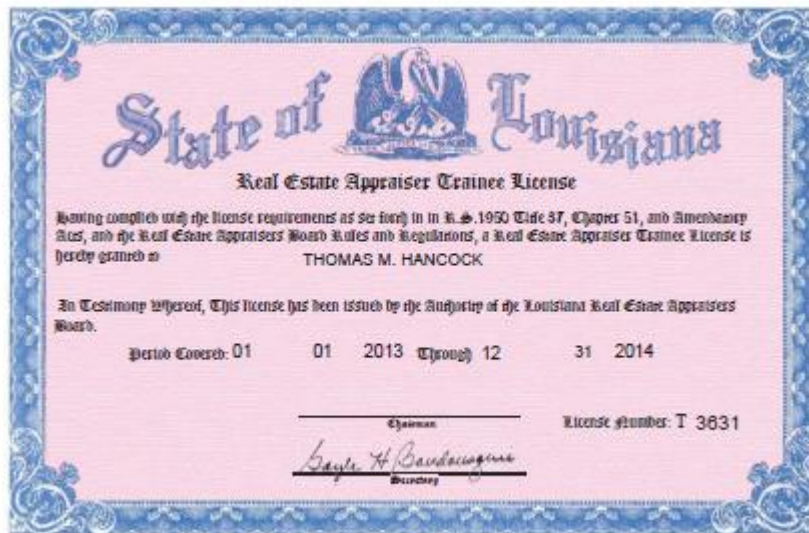 State of Louisiana
Real Estate Appraiser Trainee License
Having complied with the license requirements as set forth in in R.S.1950 Title 37, Chapter 51, and Amendatory
Acts, and the Real Estate Appraisers Board Rules and Regulations, a Real Estate Appraiser Trainee License is
hereby granted to THOMAS M. HANCOCK
In Testimony Whereof, This license has been issued by the Authority of the Louisiana Real Estate Appraisers
Board.
Period Covered: 01 01 2013 Through 12 31 2014
Chairman License Number: T 3631
Gayle H
Secretary